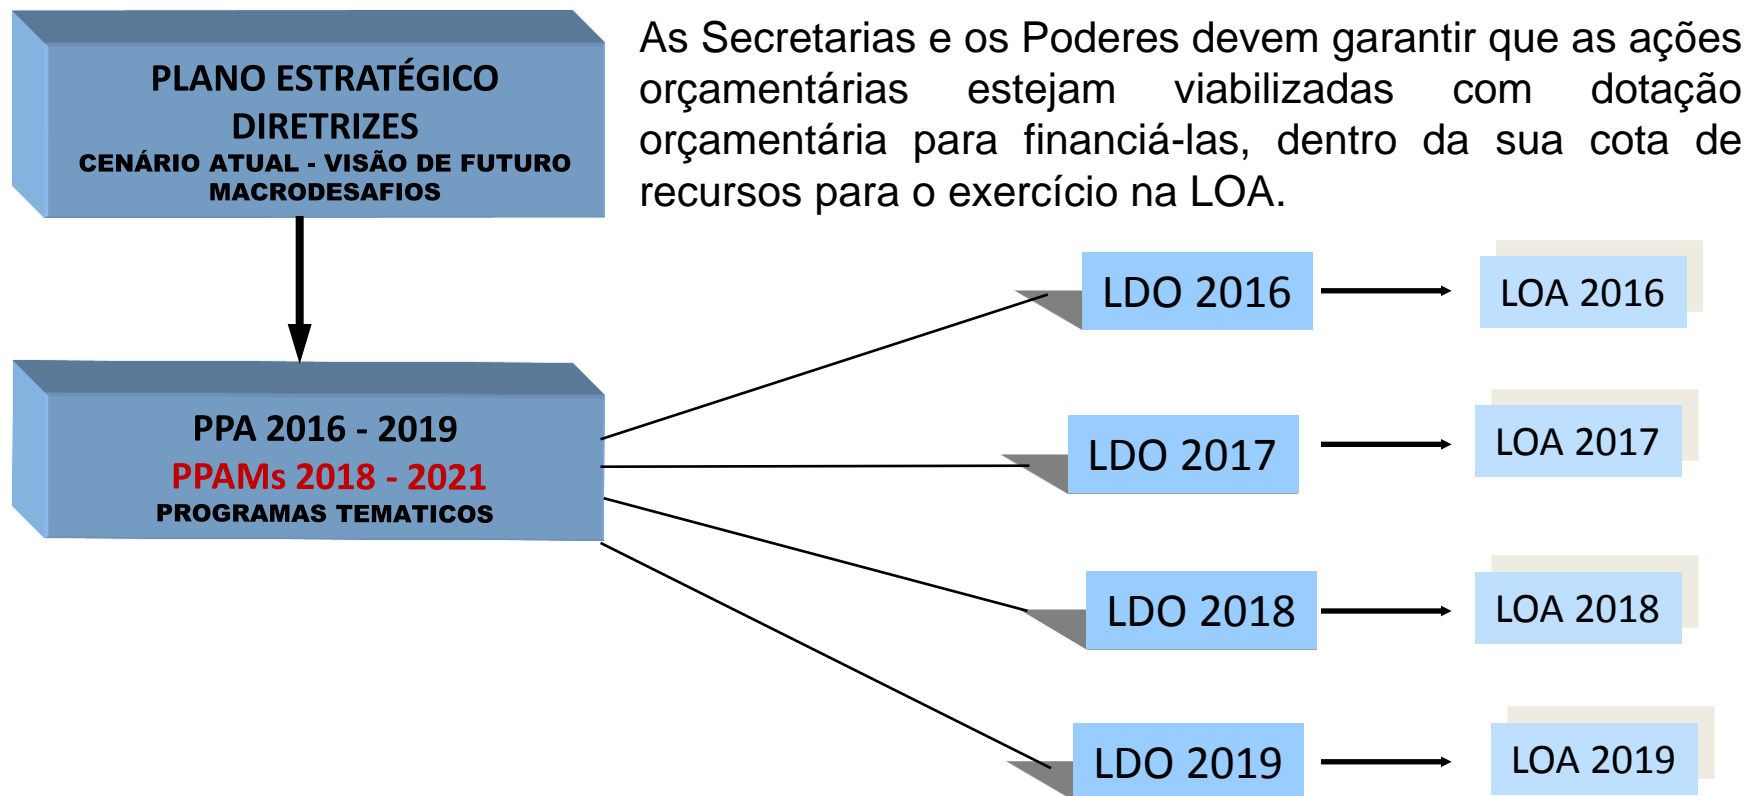 PLANO ESTRATÉGICO
DIRETRIZES
CENÁRIO ATUAL - VISÃO DE FUTURO
MACRODESAFIOS
As Secretarias e os Poderes devem garantir que as ações
orçamentárias estejam viabilizadas com dotação
orçamentária para financiá-las, dentro da sua cota de
recursos para o exercício na LOA.
PPA 2016 - 2019
PPAMs 2018 - 2021
PROGRAMAS TEMATICOS
LDO 2016
LOA 2016
LDO 2017
LOA 2017
LDO 2018
LOA 2018
LDO 2019
LOA 2019